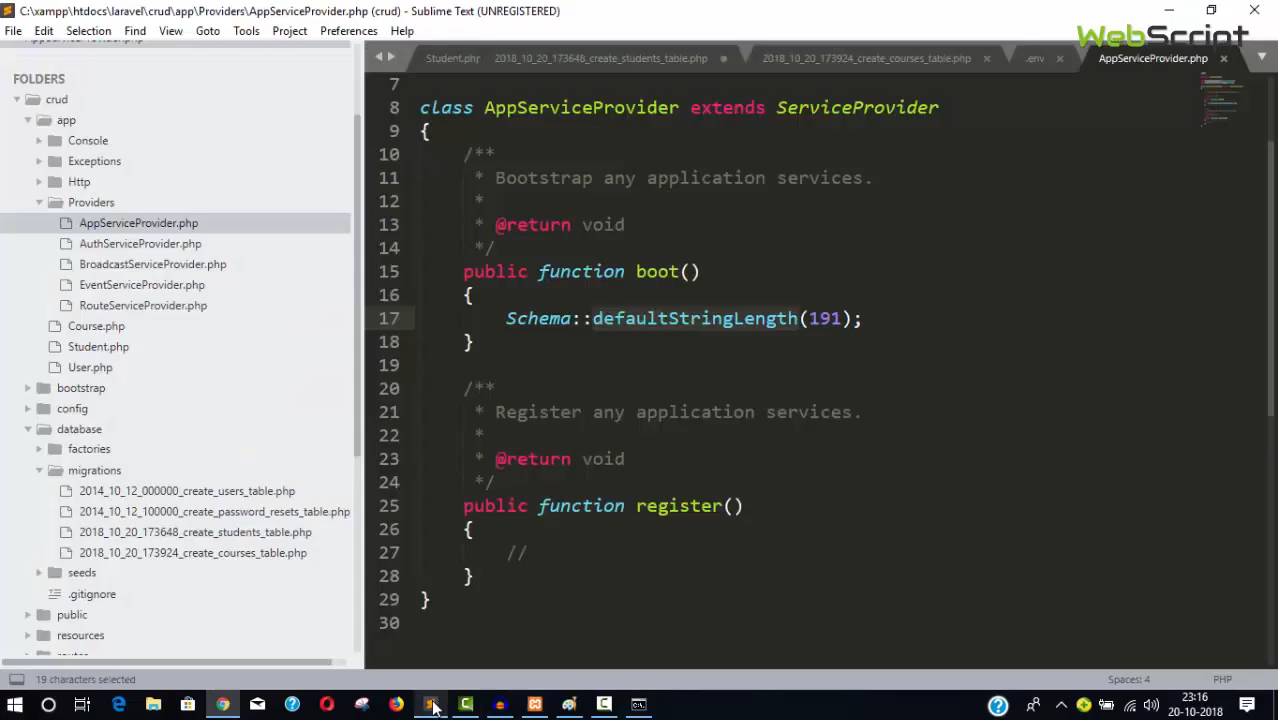 C:\xampp\htdocs\laravel\crud\app\Providers\AppServiceProvider.php (crud) - Sublime Text (UNREGISTERED)
File Edit Selection Find View Goto Tools Project Preferences Help
WebScript
Student.php 2018_10_20_173648_create_students_table.php 2018_10_20_173924_create_courses_table.php .env AppServiceProvider.php
AppServiceProvider.php
FOLDERS
crud
app
Console
Exceptions
Http
Providers
AppServiceProvider.php
AuthServiceProvider.php
BroadcastServiceProvider.php
EventServiceProvider.php
RouteServiceProvider.php
Course.php
Student.php
User.php
bootstrap
config
database
factories
migrations
2014_10_12_000000_create_users_table.php
2014_10_12_100000_create_password_resets_table.php
2018_10_20_173648_create_students_table.php
2018_10_20_173924_create_courses_table.php
seeds
.gitignore
public
resources
7
8 class AppServiceProvider extends ServiceProvider
9 {
10 /**
11 * Bootstrap any application services.
12 *
13 * @return void
14 */
15 public function boot()
16 {
17 Schema::defaultStringLength(191);
18 }
19
20 /**
21 * Register any application services.
22 *
23 * @return void
24 */
25 public function register()
26 {
27 //
28 }
29 }
30
19 characters selected Spaces: 4 PHP
23:16
20-10-2018